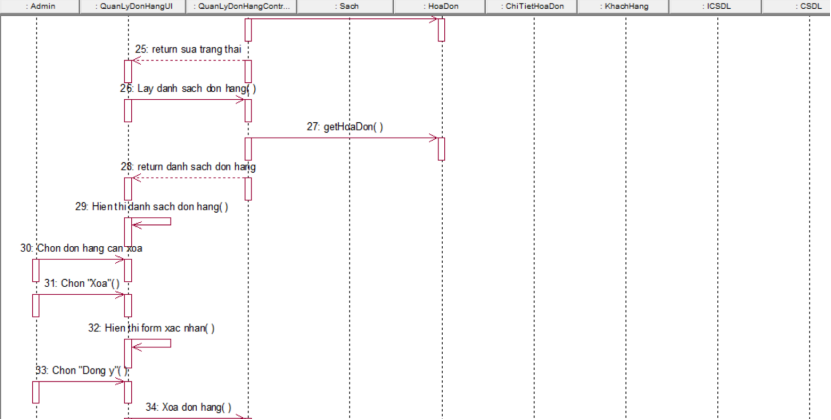 : Admin
: QuanLyDonHangUI
: QuanLyDonHangContr...
: Sach
: HoaDon
: ChiTietHoaDon
: KhachHang
: ICSDL
: CSDL
25: return sua trang thai
26: Lay danh sach don hang( )
27: getHoaDon( )
28: return danh sach don hang
29: Hien thi danh sach don hang( )
30: Chon don hang can xoa
31: Chon "Xoa"( )
32: Hien thi form xac nhan( )
33: Chon "Dong y"( )
34: Xoa don hang( )